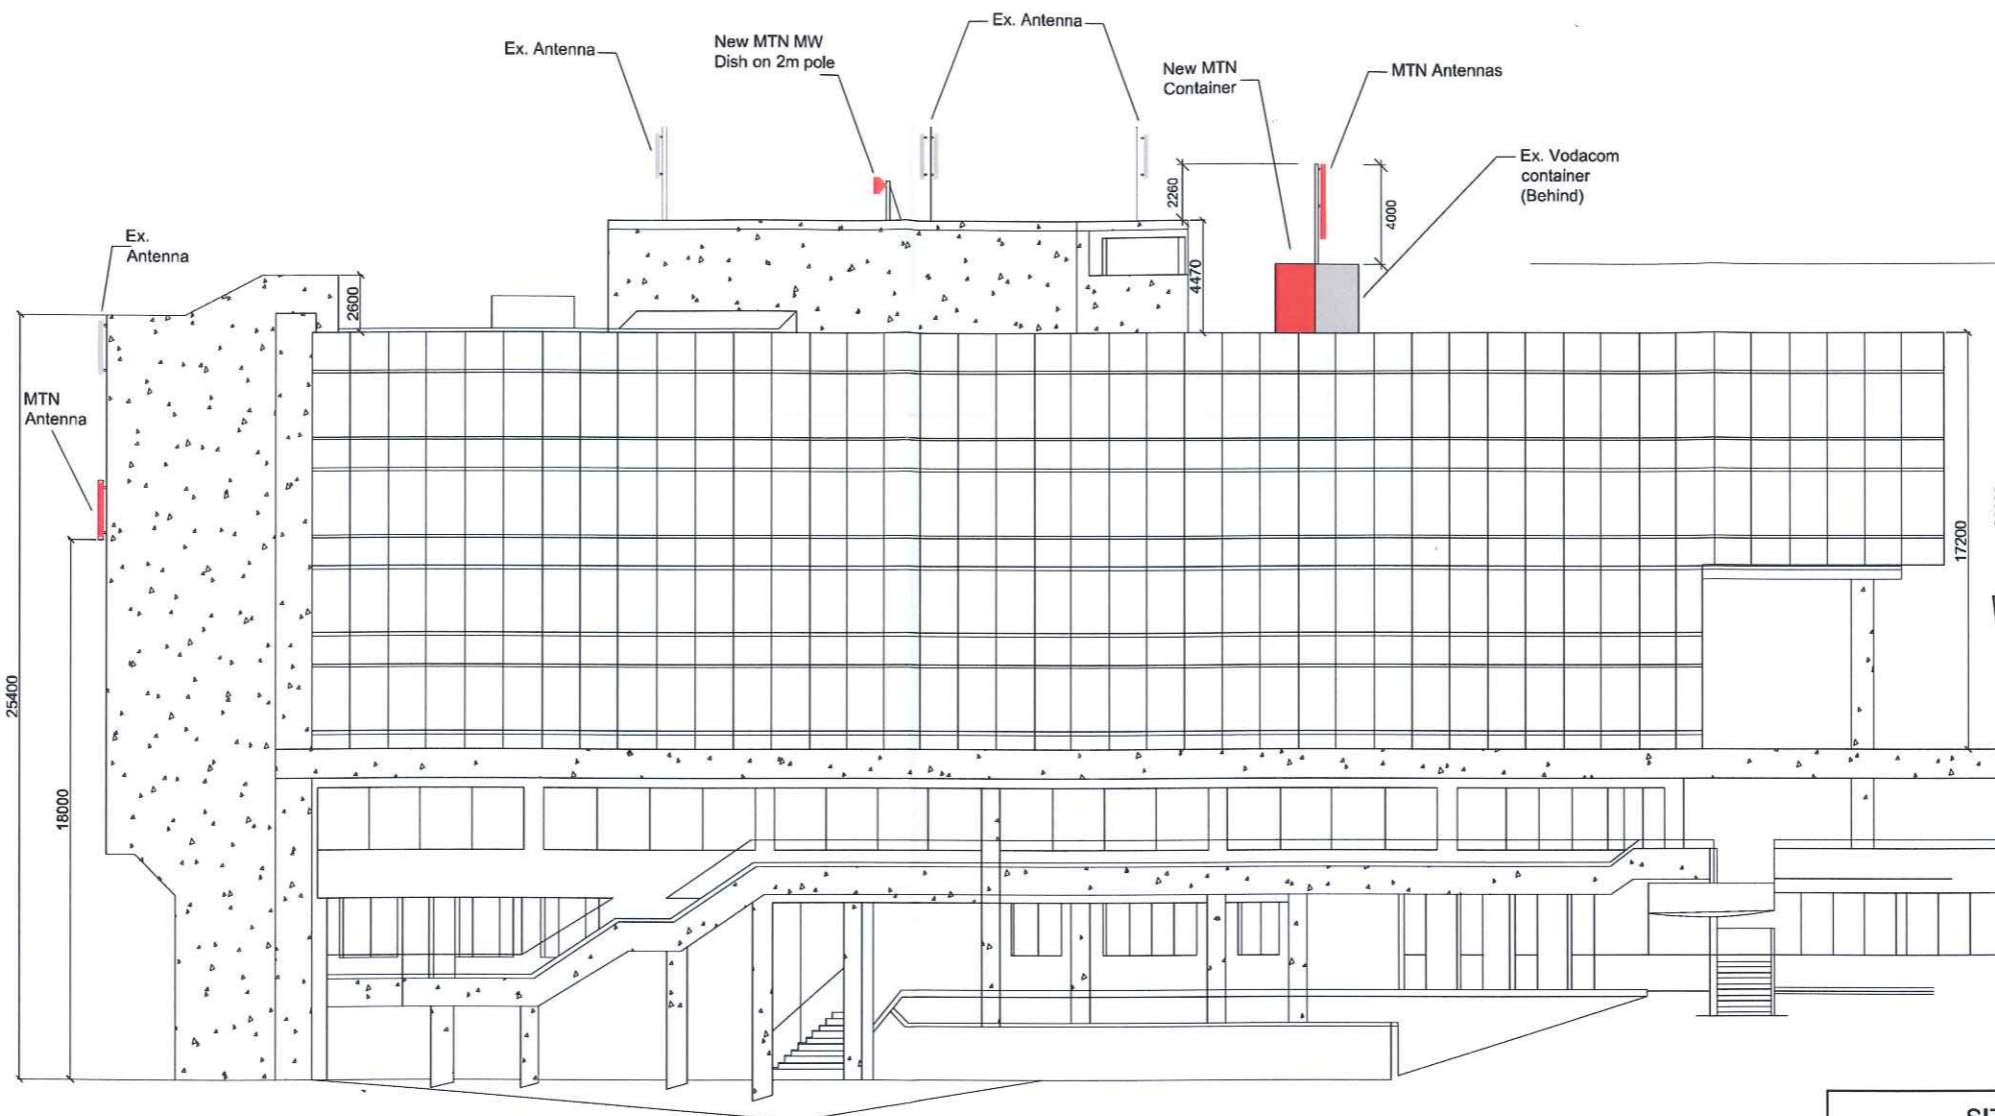 Ex. Antenna
New MTN MW
Dish on 2m pole
Ex. Antenna
New MTN
Container
MTN Antennas
Ex. Vodacom
container
(Behind)
2260
4000
Ex.
Antenna
2600
4470
MTN
Antenna
17200
25400
18000